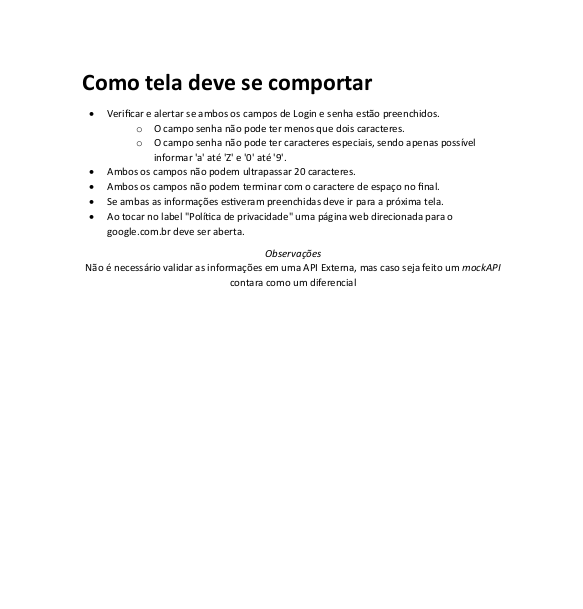 Como tela deve se comportar
• Verificar e alertar se ambos os campos de Login e senha estão preenchidos.
o O campo senha não pode ter menos que dois caracteres.
o O campo senha não pode ter caracteres especiais, sendo apenas possível
informar 'a' até 'Z' e '0' até '9'.
• Ambos os campos não podem ultrapassar 20 caracteres.
• Ambos os campos não podem terminar com o caractere de espaço no final.
• Se ambas as informações estiveram preenchidas deve ir para a próxima tela.
• Ao tocar no label "Política de privacidade" uma página web direcionada para o
google.com.br deve ser aberta.
Observações
Não é necessário validar as informações em uma API Externa, mas caso seja feito um mockAPI
contara como um diferencial